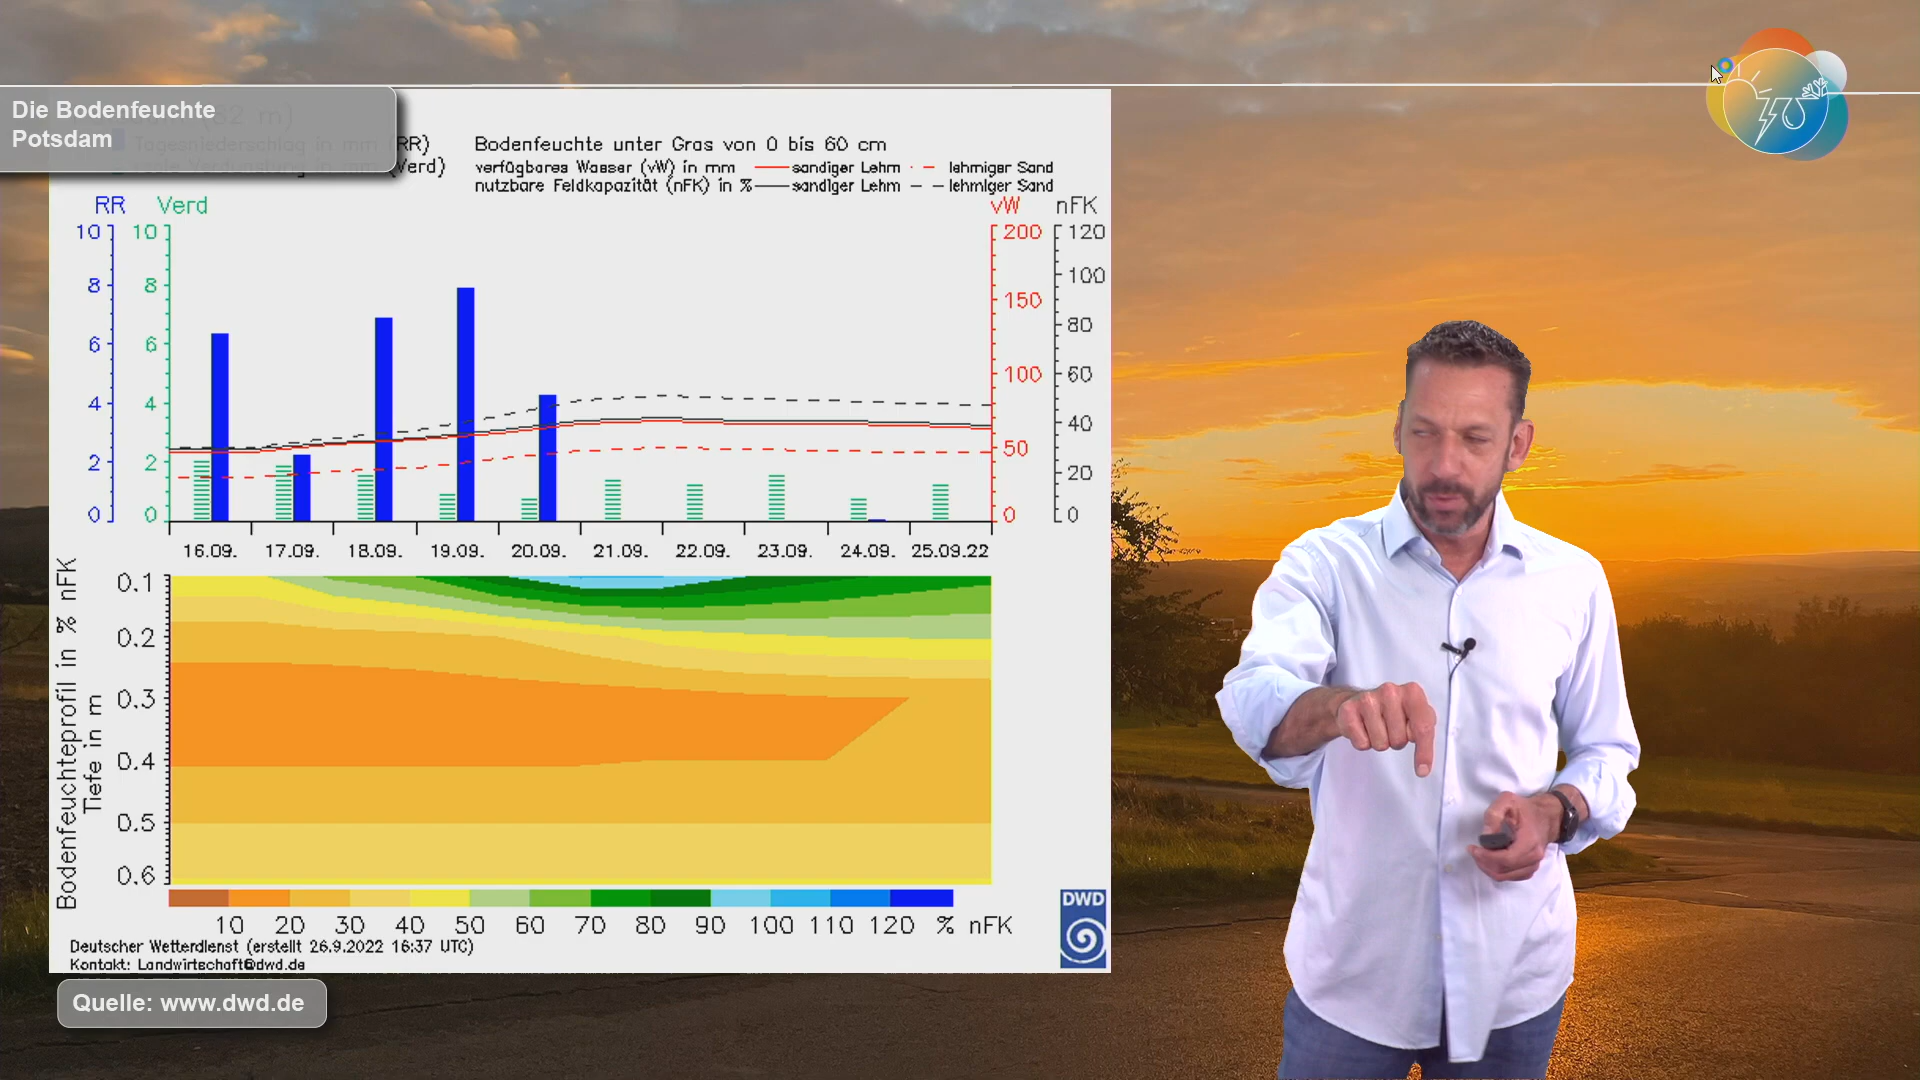 Die Bodenfeuchte
Potsdam
(RR)
Bodenfeuchte unter Gras von 0 bis 60 cm
verfügbares Wasser (vW) in mm
sandiger Lehm
lehmiger Sand
nutzbare Feldkapazität (nFK) in %
sandiger Lehm
lehmiger Sand
RR
Verd
vW
nFK
10
8
6
4
2
0
10
8
6
4
2
0
200
150
100
50
0
120
100
80
60
40
20
0
16.09.
17.09.
18.09.
19.09.
20.09.
21.09.
22.09.
23.09.
24.09.
25.09.22
Bodenfeuchteprofil in % nFK
Tiefe in m
0.1
0.2
0.3
0.4
0.5
0.6
10 20 30 40 50 60 70 80 90 100 110 120 % nFK
Deutscher Wetterdienst (erstellt 26.9.2022 16:37 UTC)
Kontakt: Landwirtschaft@dwd.de
DWD
Quelle: www.dwd.de